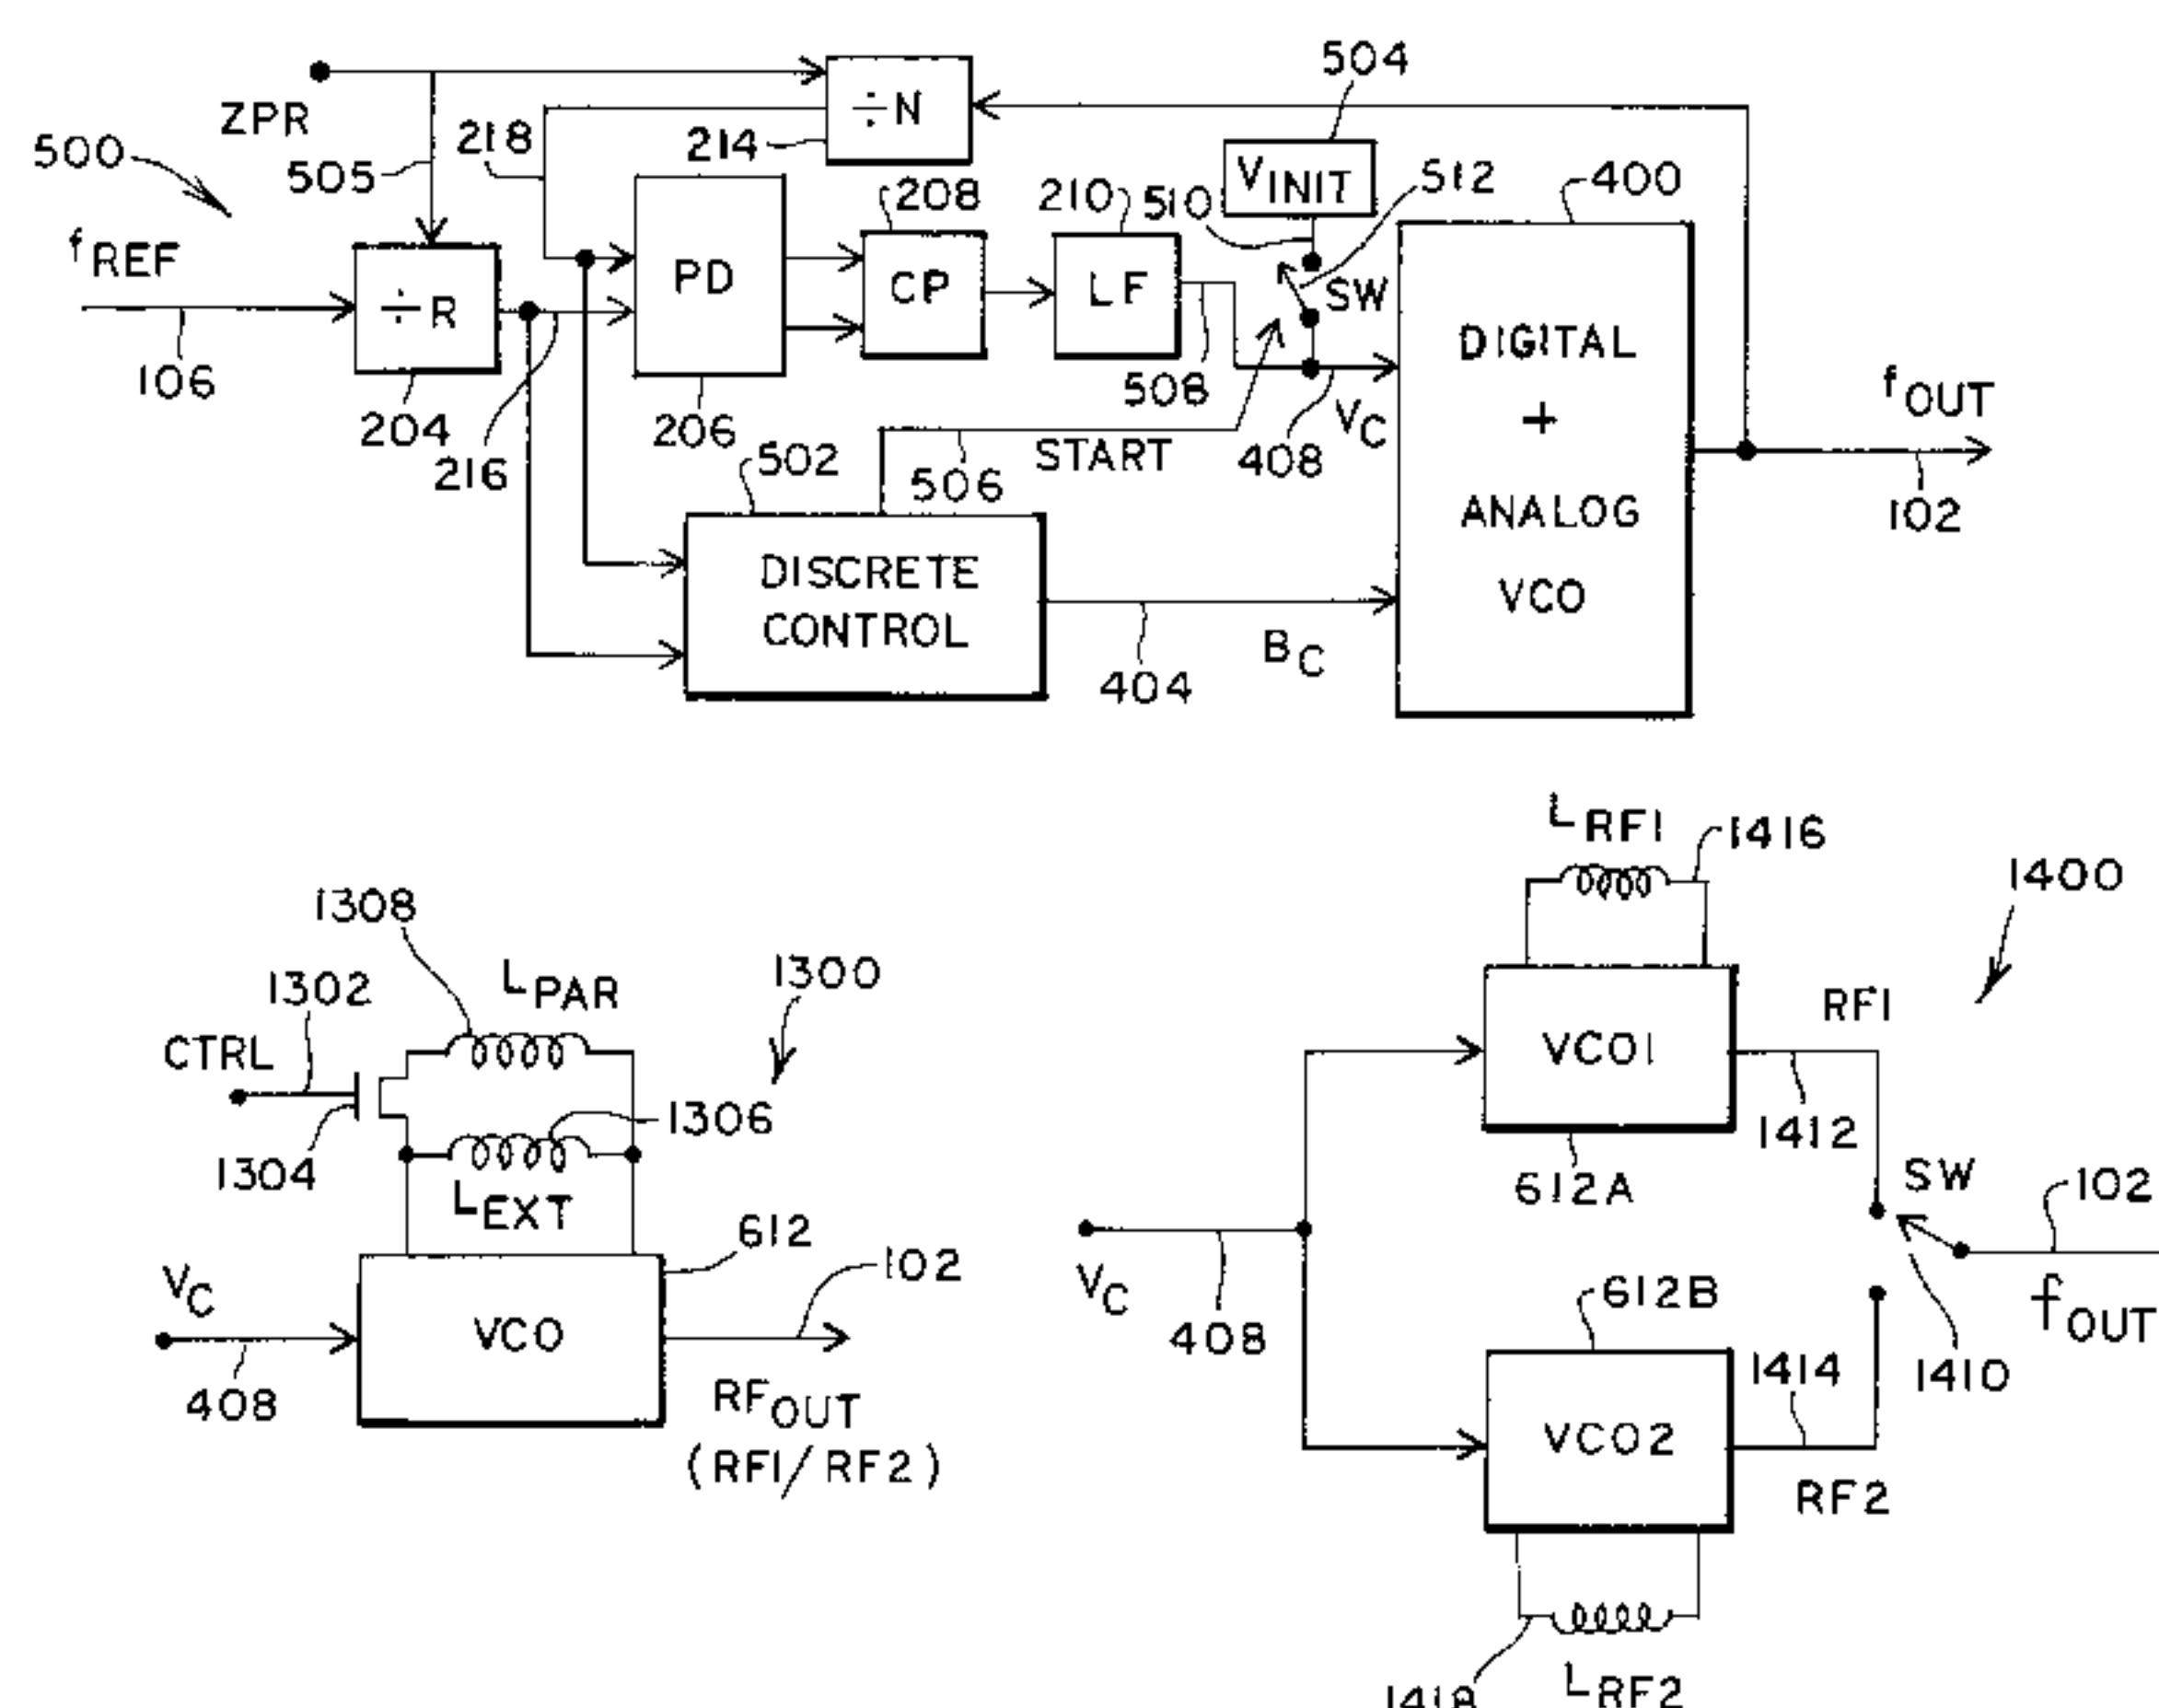 504
ZPR
÷N
500
505
218
214
VINIT
512
400
208
210
510
fREF
÷R
PD
CP
LF
SW
DIGITAL
+
ANALOG
VCO
106
204
216
206
508
VC
408
fOUT
102
502
506
START
DISCRETE
CONTROL
404
BC
1308
LPAR
1300
1302
CTRL
1306
1304
LEXT
612
VC
VCO
102
408
RFOUT
(RF1/RF2)
LRF1
1416
1400
VCO1
RF1
1412
612A
SW
102
VC
408
612B
fOUT
1410
1414
VCO2
RF2
1418
LRF2